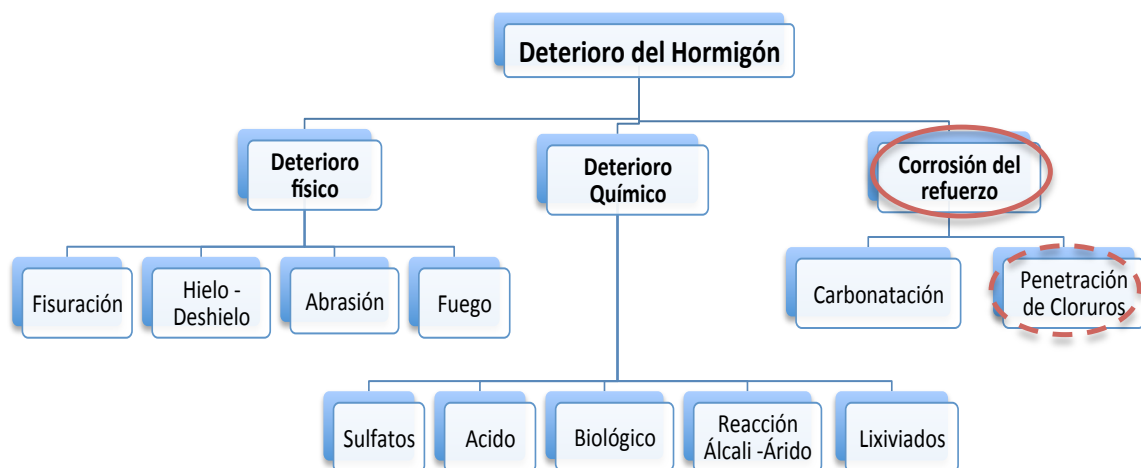 Deterioro del Hormigón
Deterioro
físico
Deterioro
Químico
Corrosión del
refuerzo
Fisuración
Hielo -
Deshielo
Abrasión
Fuego
Carbonatación
Penetración
de Cloruros
Sulfatos
Acido
Biológico
Reacción
Álcali -Árido
Lixiviados